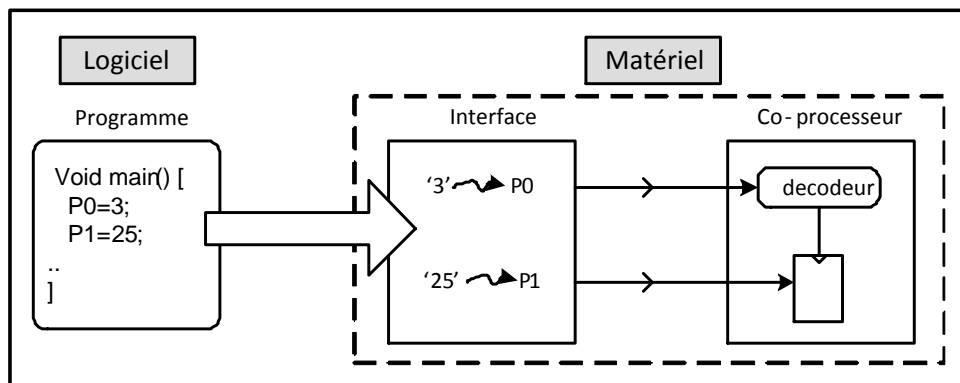 Logiciel
Matériel
Programme
Interface
Co-processeur
Void main() [
P0=3;
P1=25;
..
]
'3' P0
'25' P1
decodeur